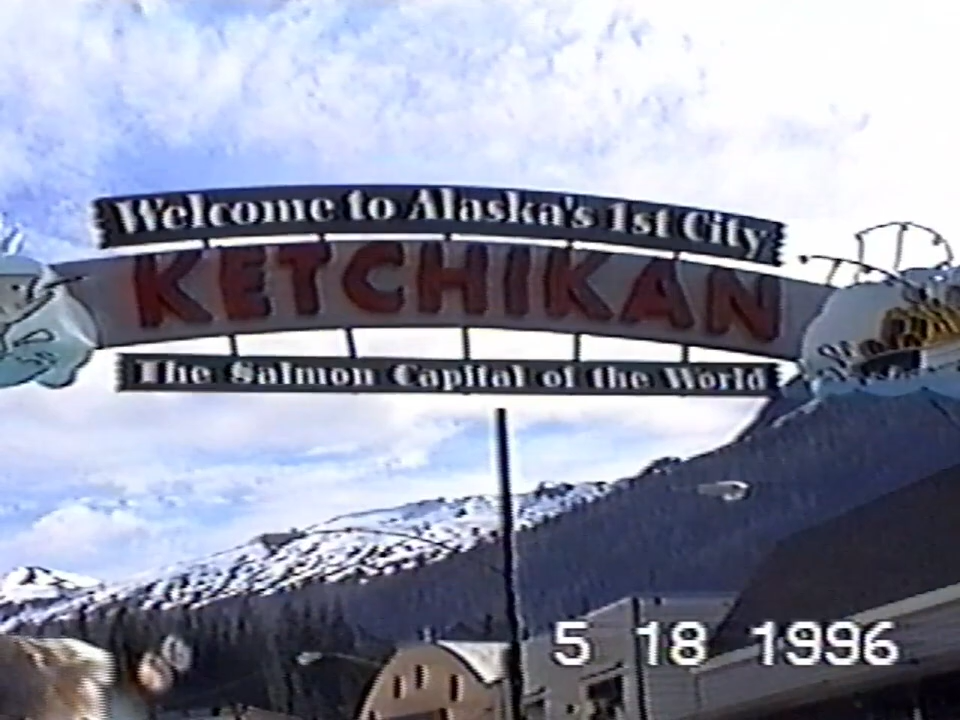 Welcome to Alaska's 1st City
KETCHIKAN
The Salmon Capital of the World
5 18 1996